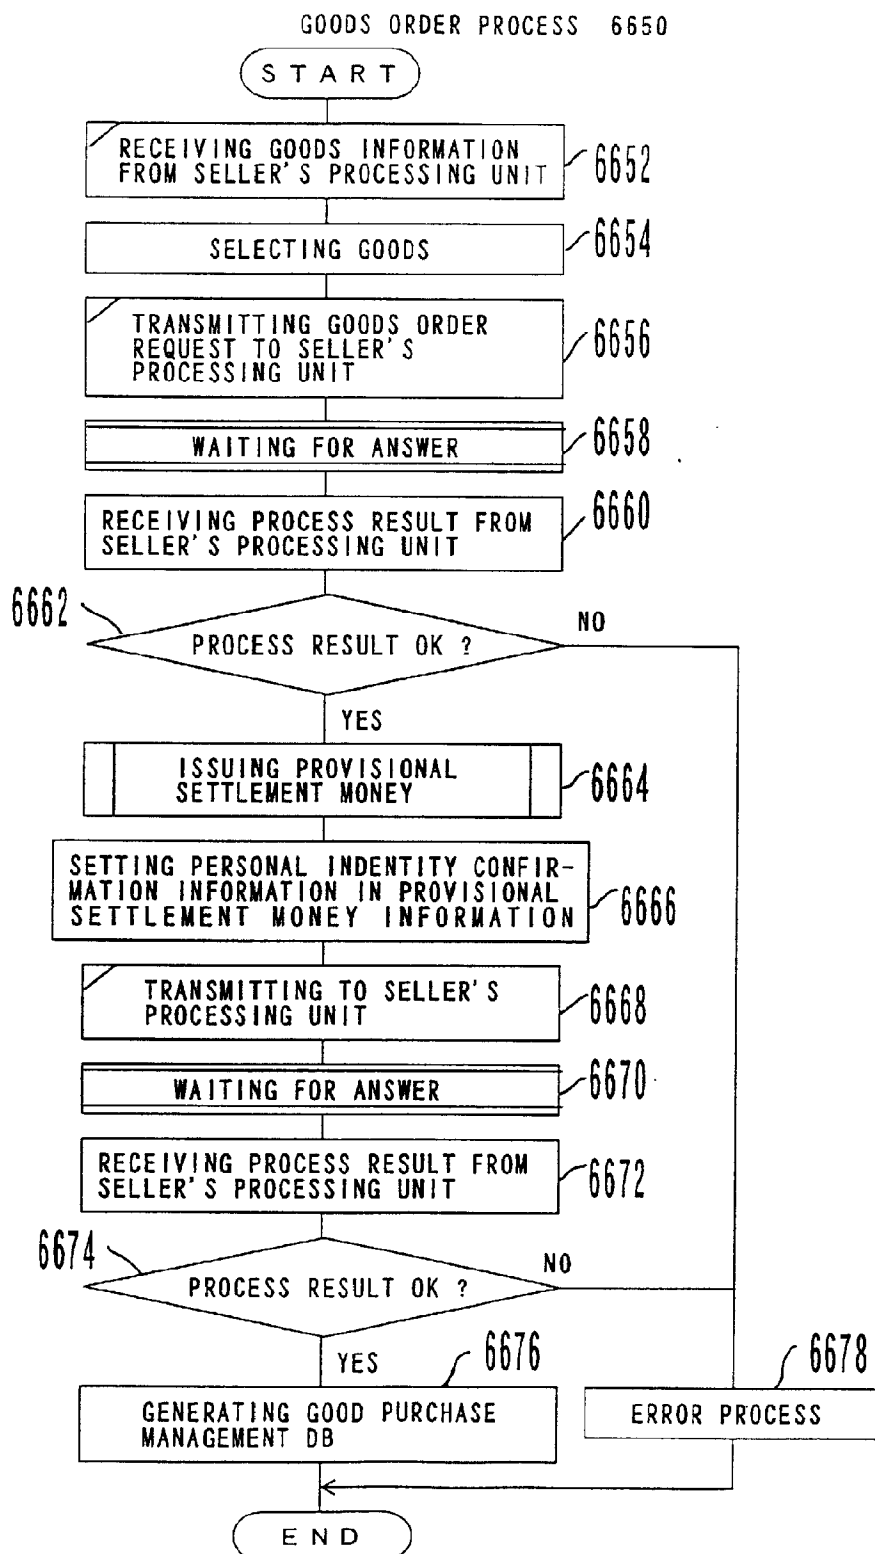 GOODS ORDER PROCESS 6650
START
RECEIVING GOODS INFORMATION
FROM SELLER'S PROCESSING UNIT
6652
SELECTING GOODS
6654
TRANSMITTING GOODS ORDER
REQUEST TO SELLER'S
PROCESSING UNIT
6656
WAITING FOR ANSWER
6658
RECEIVING PROCESS RESULT FROM
SELLER'S PROCESSING UNIT
6660
6662
PROCESS RESULT OK ?
NO
YES
ISSUING PROVISIONAL
SETTLEMENT MONEY
6664
SETTING PERSONAL INDENTITY CONFIR-
MATION INFORMATION IN PROVISIONAL
SETTLEMENT MONEY INFORMATION
6666
TRANSMITTING TO SELLER'S
PROCESSING UNIT
6668
WAITING FOR ANSWER
6670
RECEIVING PROCESS RESULT FROM
SELLER'S PROCESSING UNIT
6672
6674
PROCESS RESULT OK ?
NO
YES
6676
GENERATING GOOD PURCHASE
MANAGEMENT DB
6678
ERROR PROCESS
END